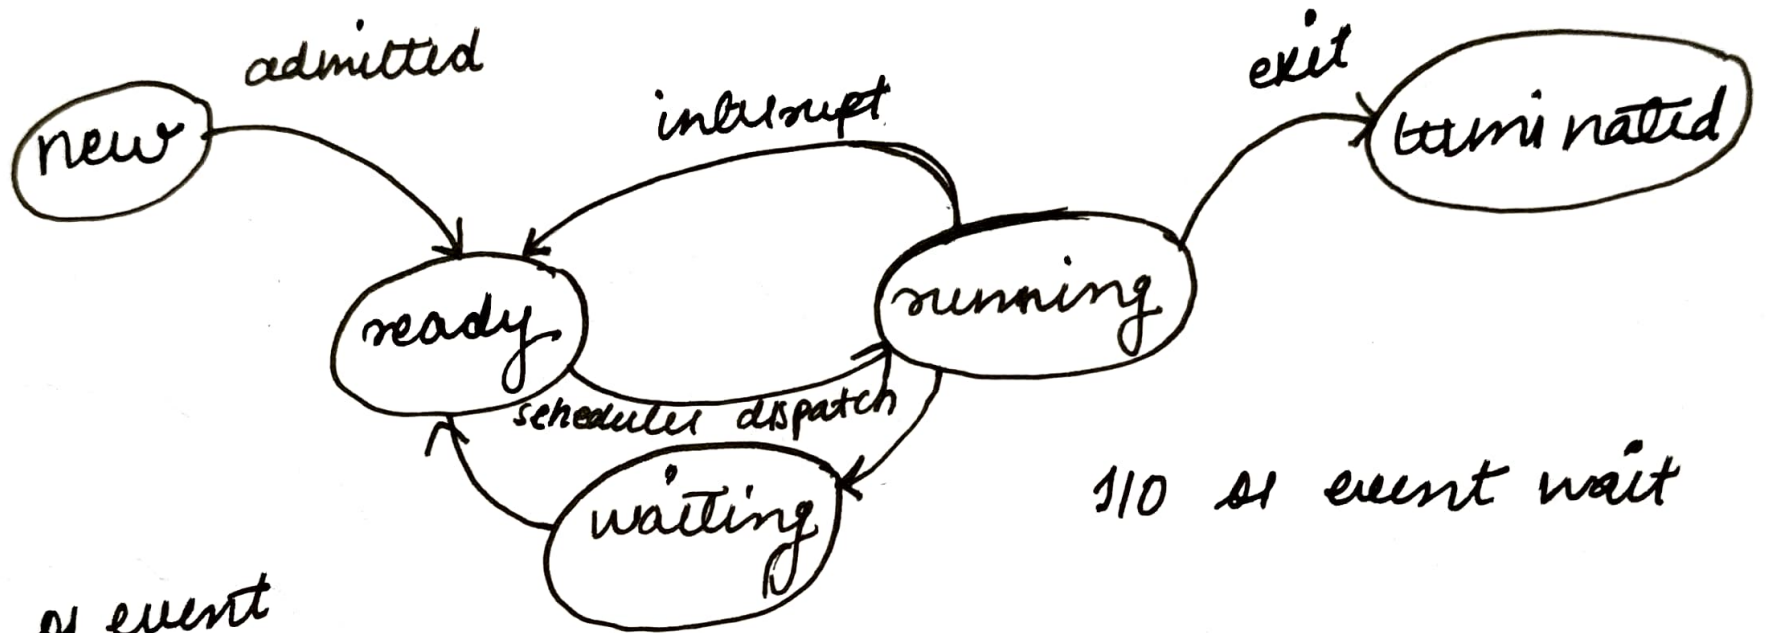 admitted
exit
interrupt
new
terminated
running
ready
scheduler dispatch
I/O or event wait
waiting
or event